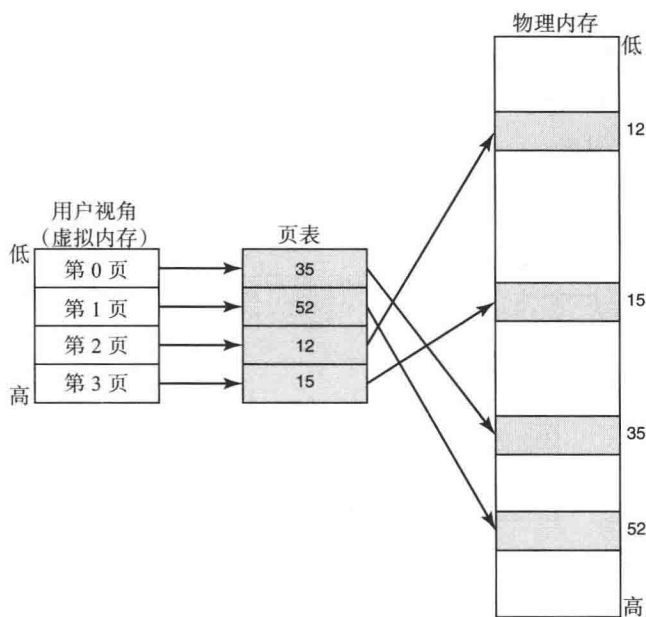 物理内存
低
12
用户视角
(虚拟内存)
页表
低
第 0 页
35
第 1 页
52
15
第 2 页
12
第 3 页
15
高
35
52
高